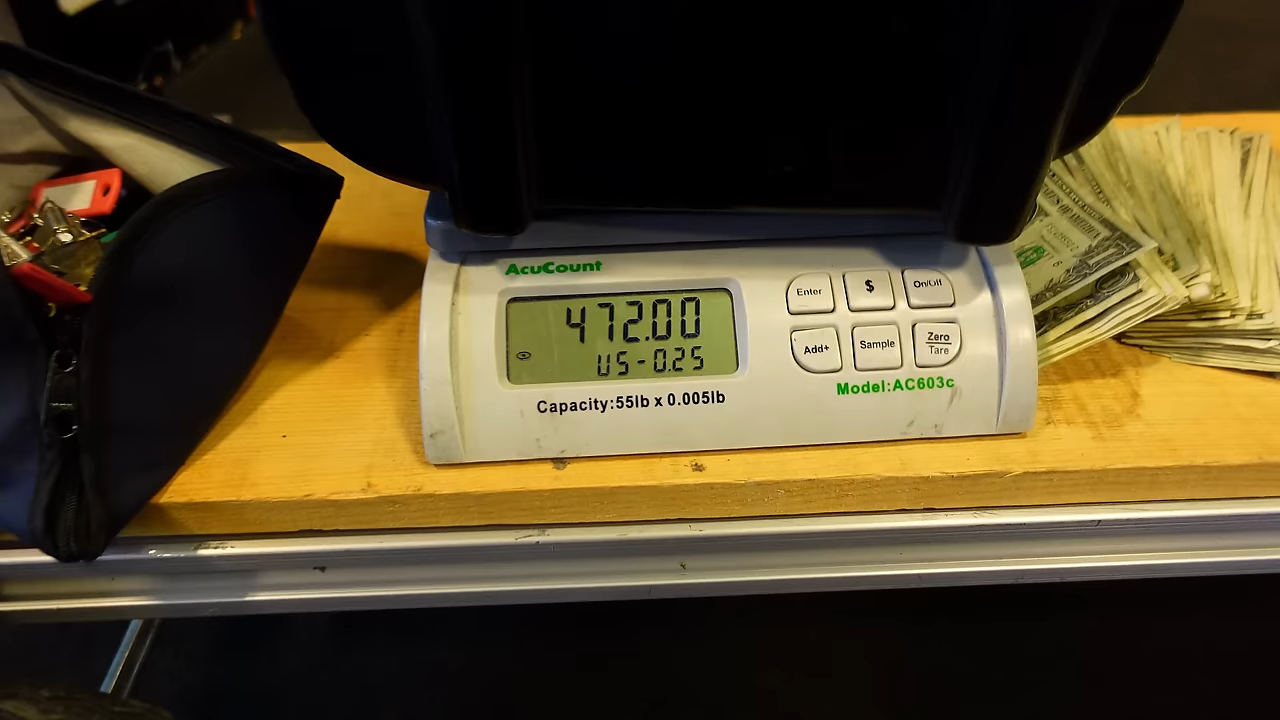 AcuCount
472.00
US-0.25
Enter
$
On/Off
Add+
Sample
Zero
Tare
Capacity:55lb x 0.005lb
Model:AC603c